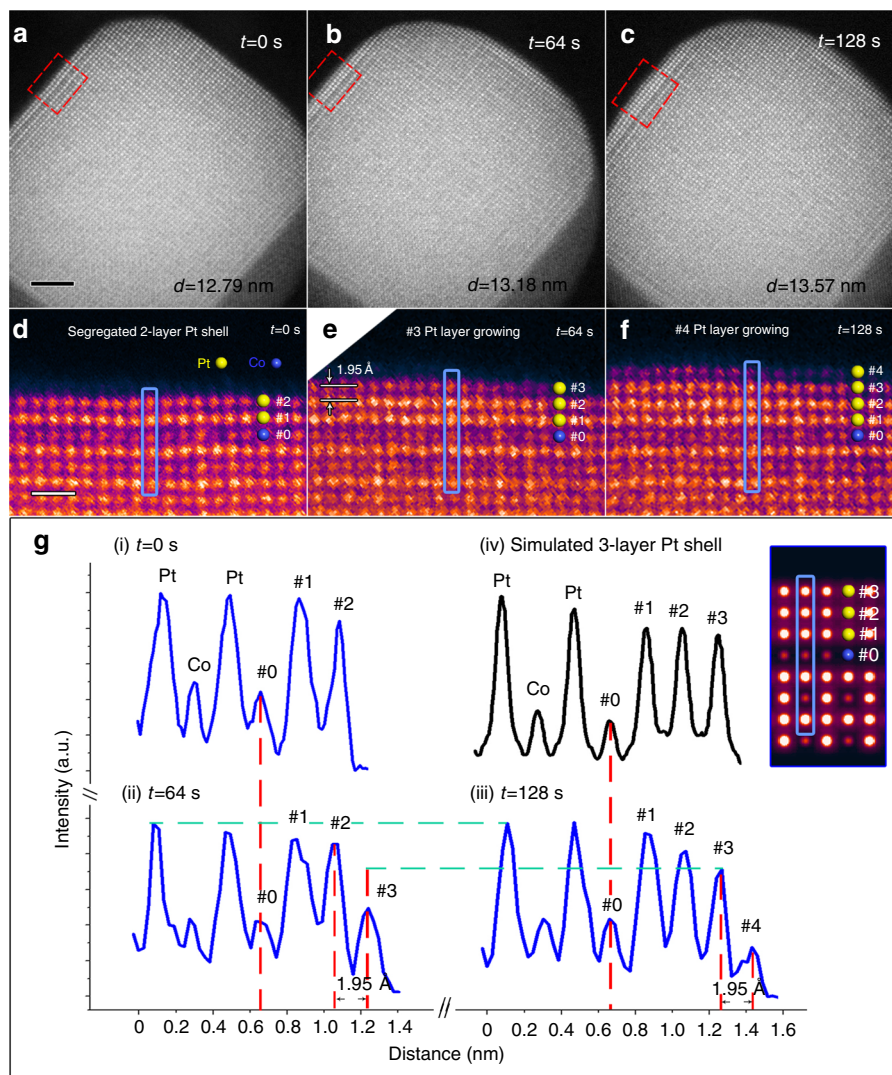 a
t=0 s
b
t=64 s
c
t=128 s
d=12.79 nm
d=13.18 nm
d=13.57 nm
d
Segregated 2-layer Pt shell
t=0 s
Pt
Co
#2
#1
#0
e
#3 Pt layer growing
t=64 s
1.95 Å
#3
#2
#1
#0
f
#4 Pt layer growing
t=128 s
#4
#3
#2
#1
#0
g
(i) t=0 s
Pt
Co
Pt
#0
#1
#2
(iv) Simulated 3-layer Pt shell
Pt
Co
Pt
#0
#1
#2
#3
#3
#2
#1
#0
Intensity (a.u.)
(ii) t=64 s
#0
#1
#2
#3
1.95 Å
(iii) t=128 s
#0
#1
#2
#3
#4
1.95 Å
0 0.2 0.4 0.6 0.8 1.0 1.2 1.4
0 0.2 0.4 0.6 0.8 1.0 1.2 1.4 1.6
Distance (nm)